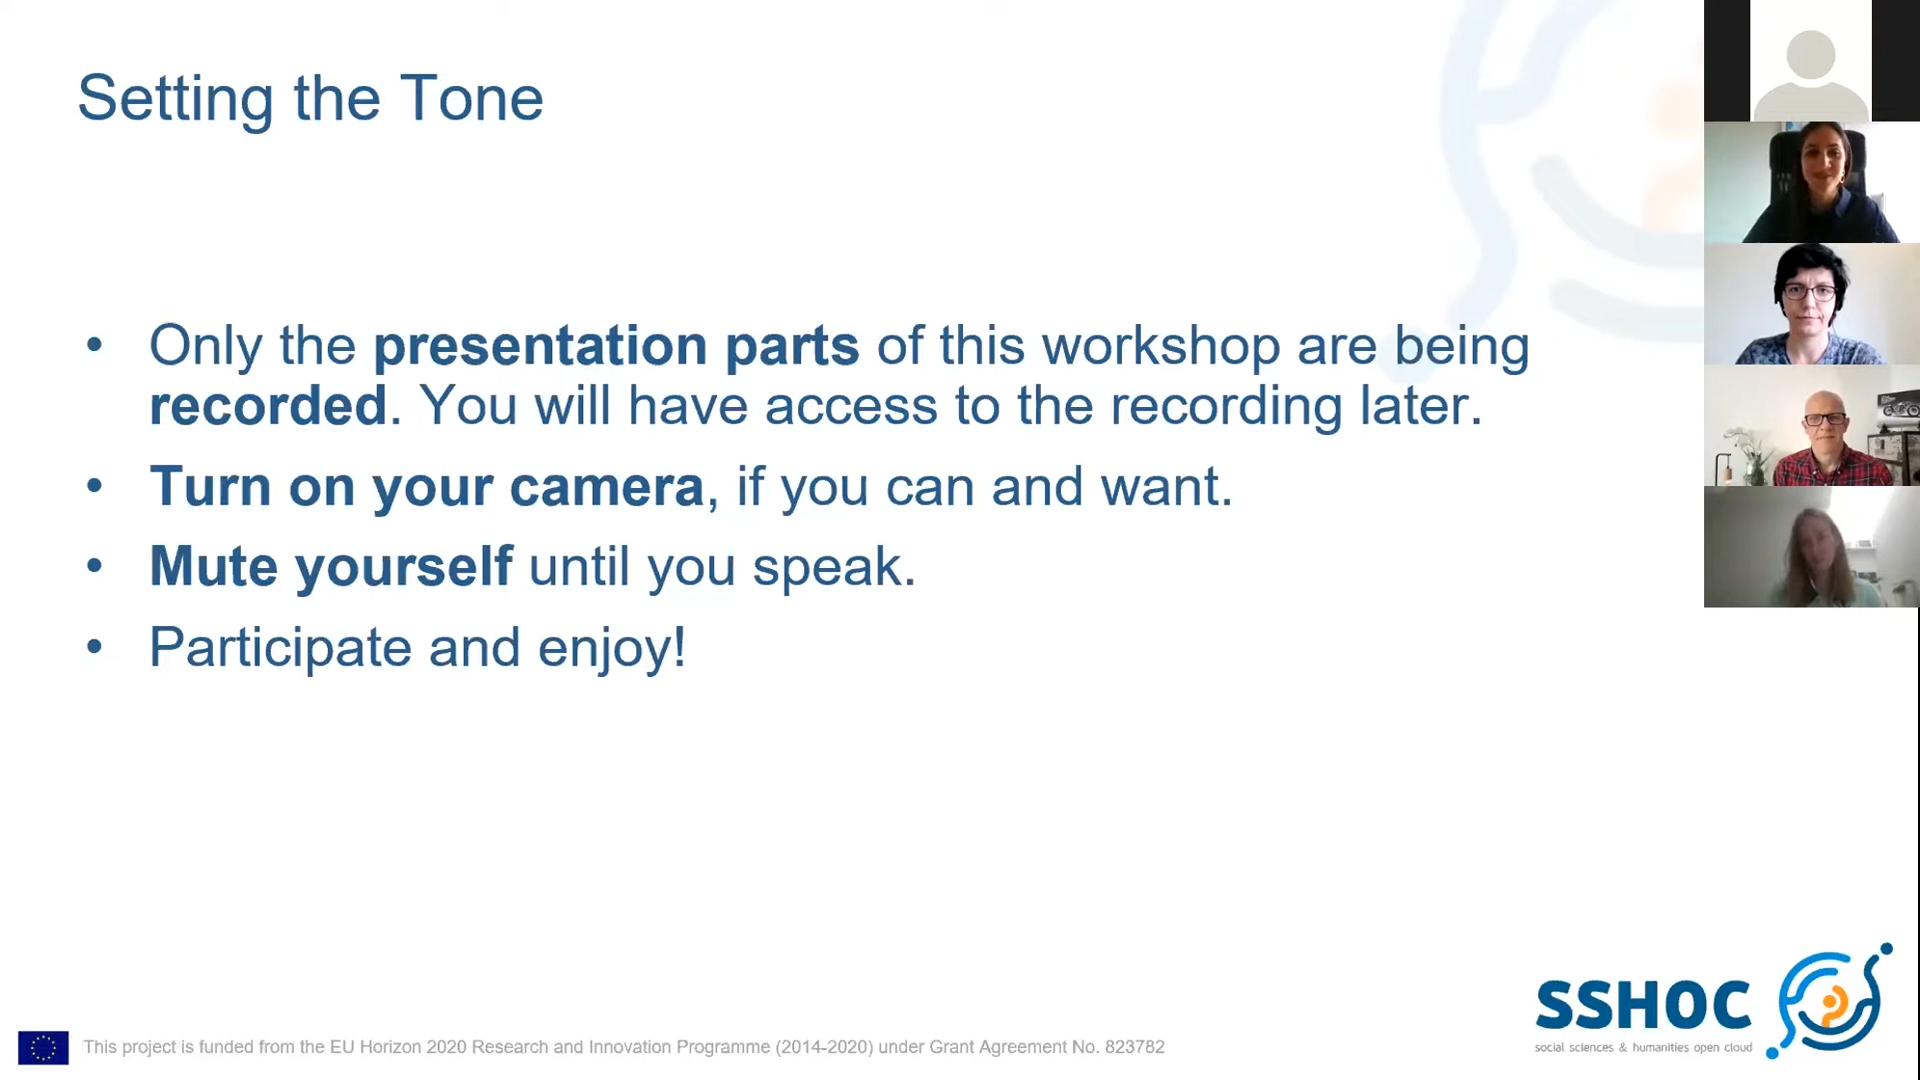 Setting the Tone
• Only the presentation parts of this workshop are being
recorded. You will have access to the recording later.
• Turn on your camera, if you can and want.
• Mute yourself until you speak.
• Participate and enjoy!
SSHOC
social sciences & humanities open cloud
This project is funded from the EU Horizon 2020 Research and Innovation Programme (2014-2020) under Grant Agreement No. 823782